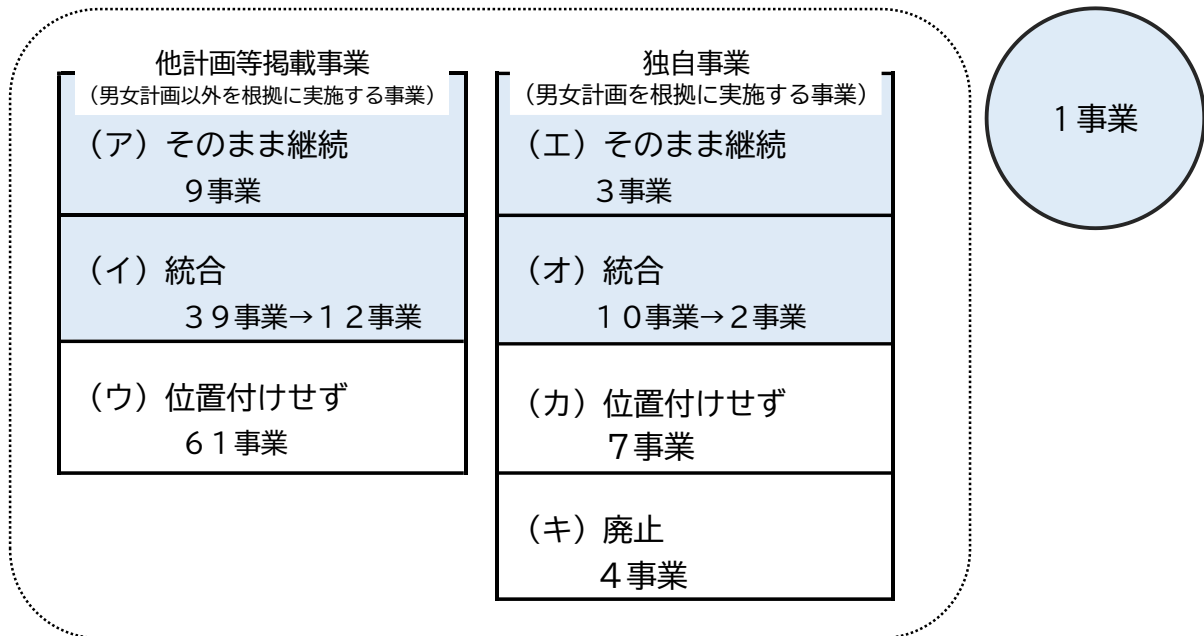 他計画等掲載事業
（男女計画以外を根拠に実施する事業）
（ア）そのまま継続
９事業
（イ）統合
３９事業→１２事業
（ウ）位置付けせず
６１事業
独自事業
（男女計画を根拠に実施する事業）
（エ）そのまま継続
３事業
（オ）統合
１０事業→２事業
（カ）位置付けせず
７事業
（キ）廃止
４事業
１事業